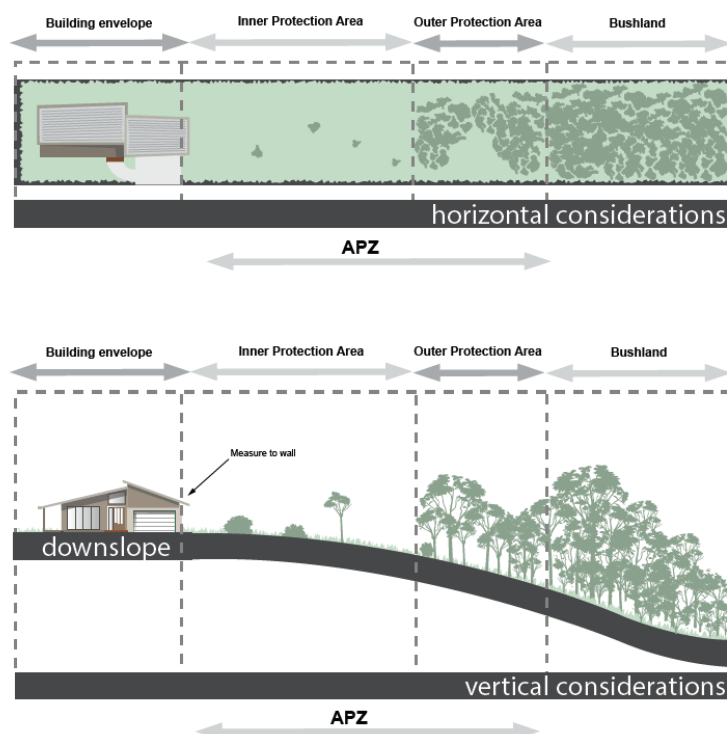 Building envelope
Inner Protection Area
Outer Protection Area
Bushland
horizontal considerations
APZ
Building envelope
Inner Protection Area
Outer Protection Area
Bushland
Measure to wall
downslope
vertical considerations
APZ